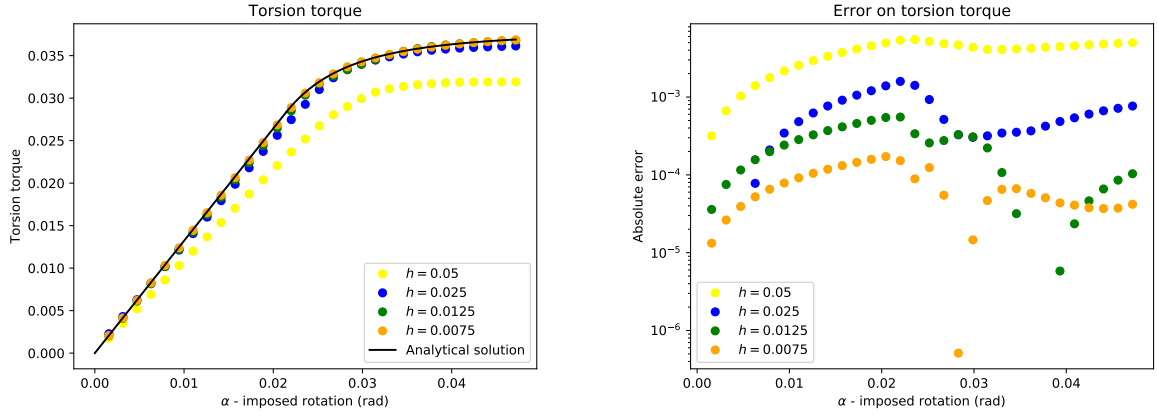 Torsion torque
Torsion torque
0.035
0.030
0.025
0.020
0.015
0.010
0.005
0.000
h = 0.05
h = 0.025
h = 0.0125
h = 0.0075
Analytical solution
0.00 0.01 0.02 0.03 0.04
α - imposed rotation (rad)
Error on torsion torque
Absolute error
10⁻³
10⁻⁴
10⁻⁵
10⁻⁶
h = 0.05
h = 0.025
h = 0.0125
h = 0.0075
0.00 0.01 0.02 0.03 0.04
α - imposed rotation (rad)